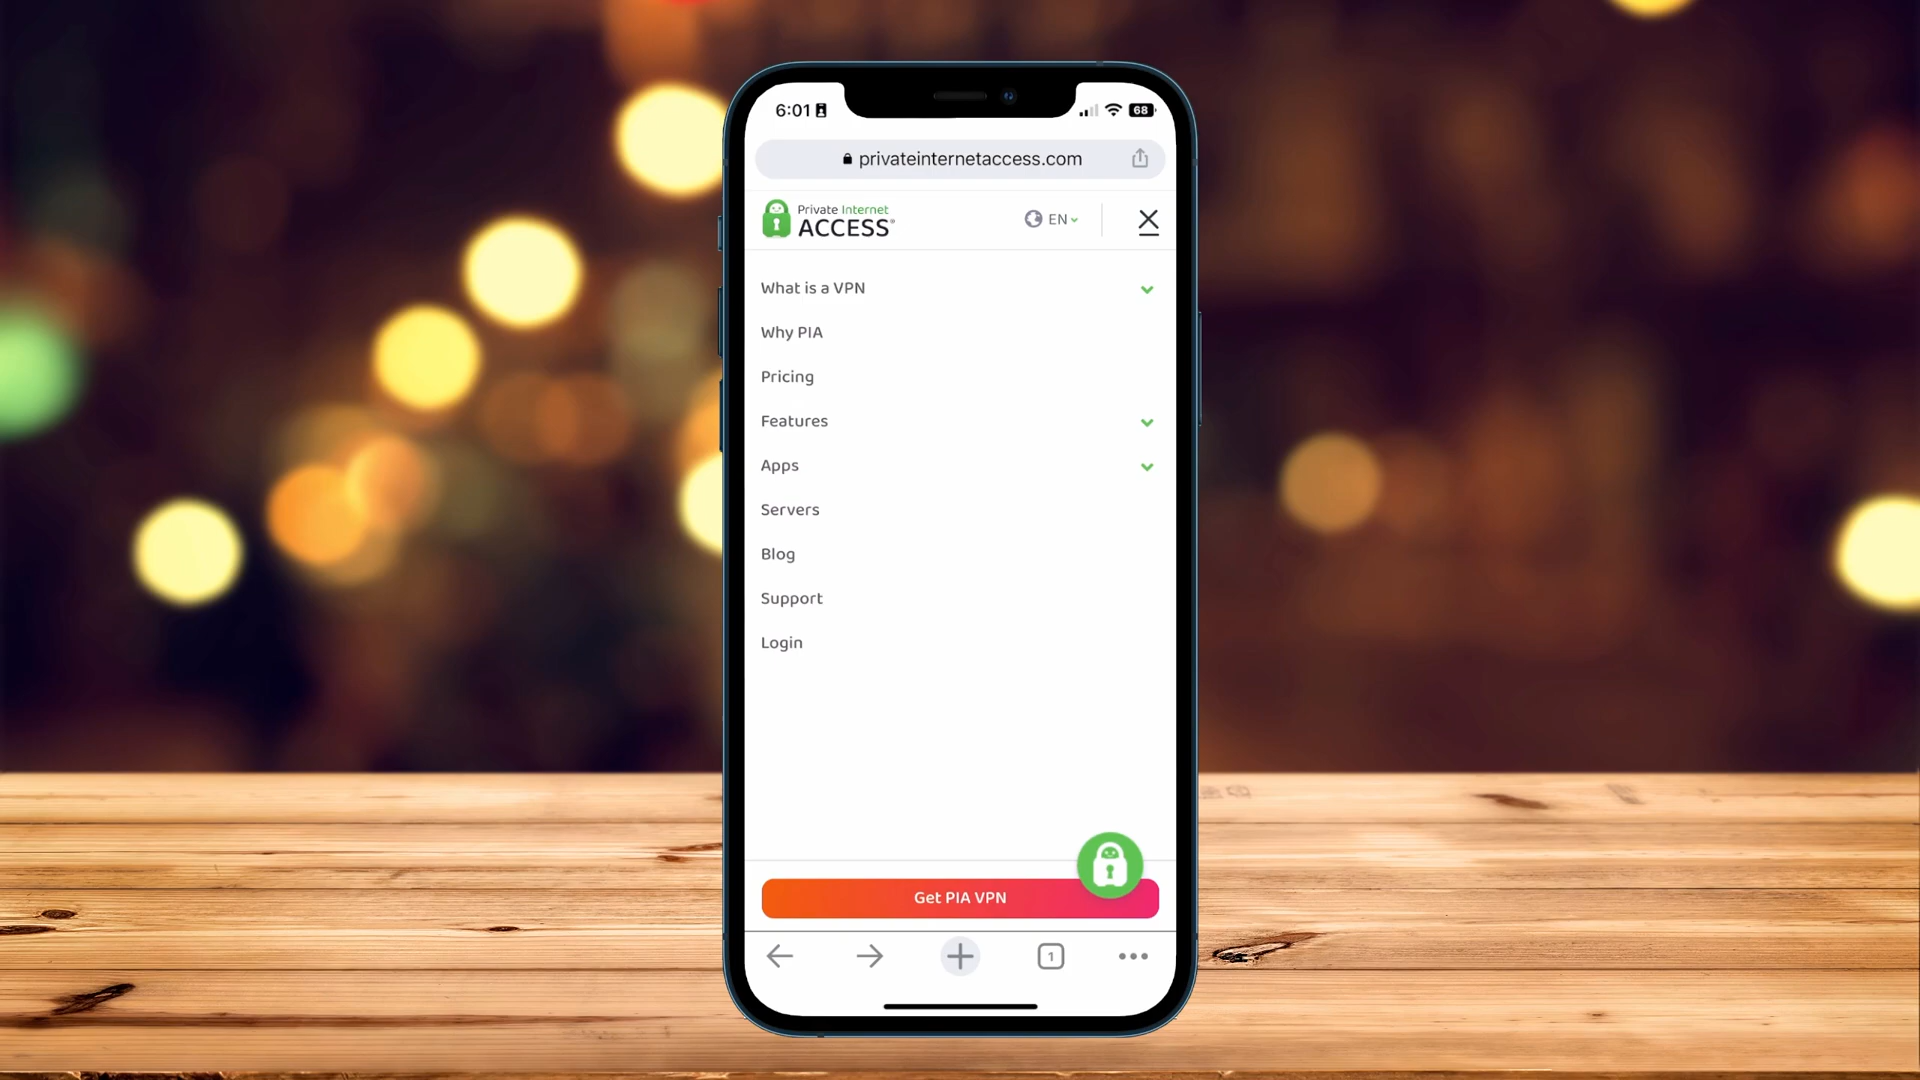 6:01
68
privateinternetaccess.com
Private Internet
ACCESS®
EN
What is a VPN
Why PIA
Pricing
Features
Apps
Servers
Blog
Support
Login
Get PIA VPN
1